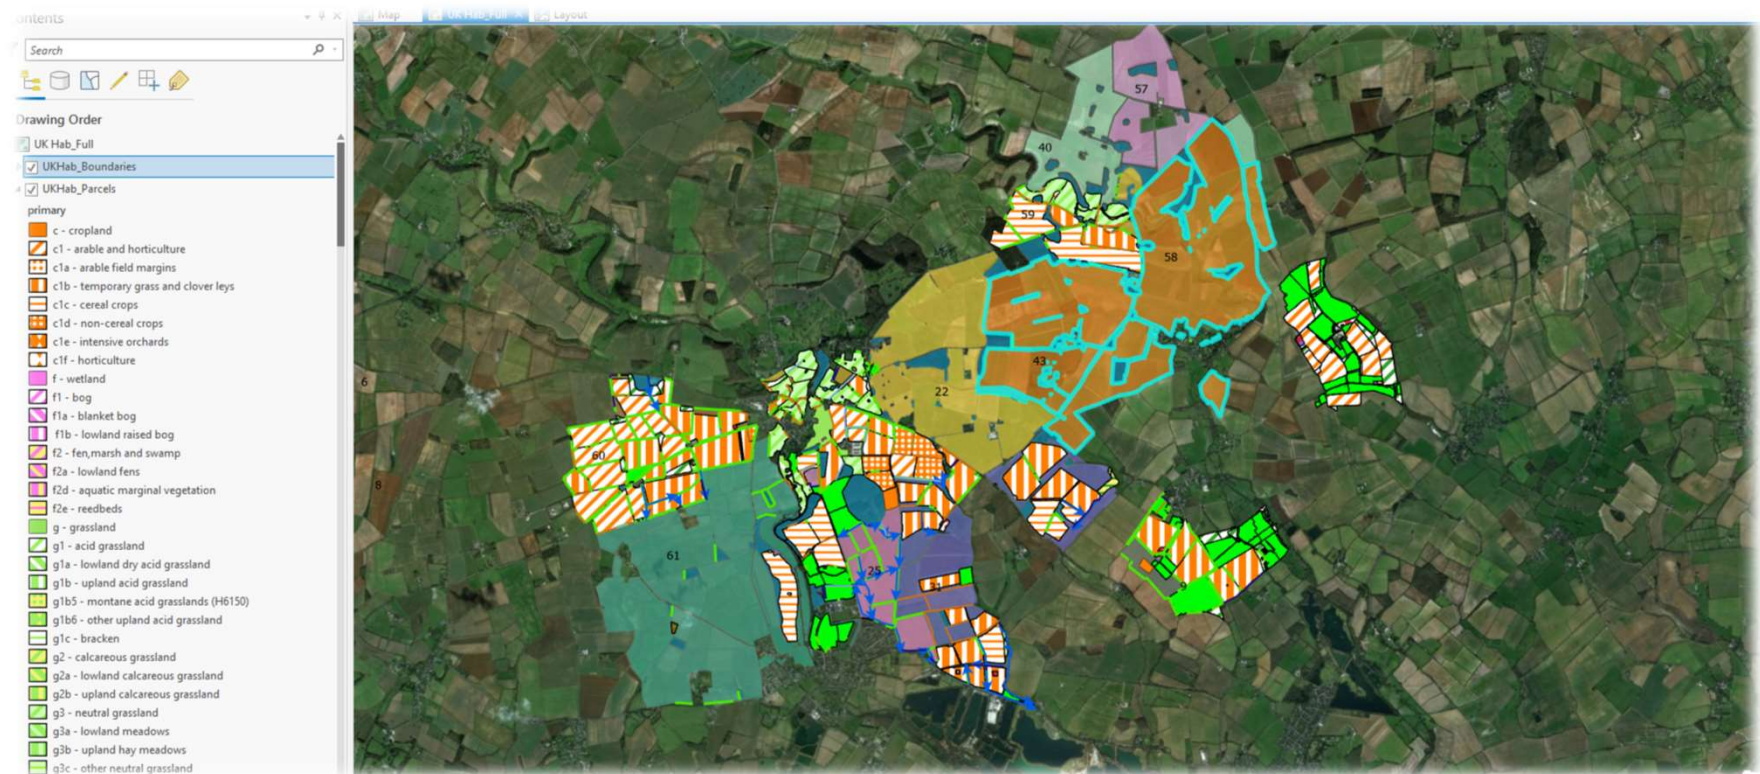 ontents
Map
UK Hab_Full
Layout
Search
Drawing Order
UK Hab_Full
UKHab_Boundaries
UKHab_Parcels
primary
c - cropland
c1 - arable and horticulture
c1a - arable field margins
c1b - temporary grass and clover leys
c1c - cereal crops
c1d - non-cereal crops
c1e - intensive orchards
c1f - horticulture
f - wetland
f1 - bog
f1a - blanket bog
f1b - lowland raised bog
f2 - fen,marsh and swamp
f2a - lowland fens
f2d - aquatic marginal vegetation
f2e - reedbeds
g - grassland
g1 - acid grassland
g1a - lowland dry acid grassland
g1b - upland acid grassland
g1b5 - montane acid grasslands (H6150)
g1b6 - other upland acid grassland
g1c - bracken
g2 - calcareous grassland
g2a - lowland calcareous grassland
g2b - upland calcareous grassland
g3 - neutral grassland
g3a - lowland meadows
g3b - upland hay meadows
g3c - other neutral grassland
57
40
59
58
43
6
22
60
8
61
25
21
9